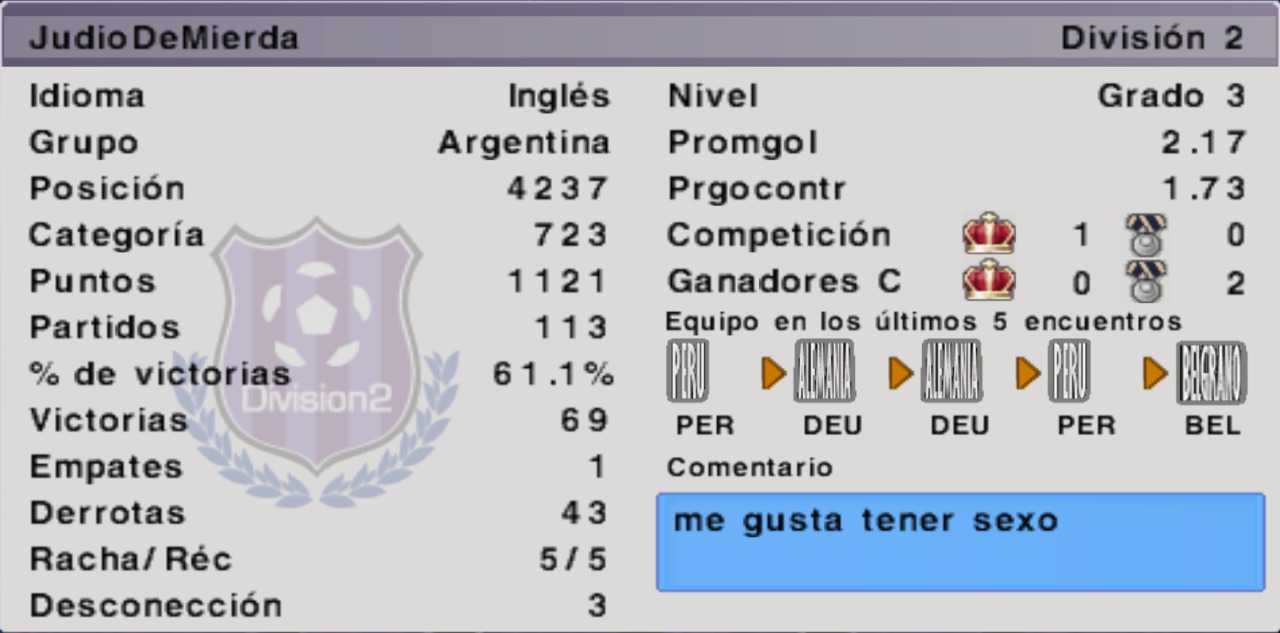 JudioDeMierda División 2
Idioma Inglés
Grupo Argentina
Posición 4237
Categoría 723
Puntos 1121
Partidos 113
% de victorias 61.1%
Victorias 69
Empates 1
Derrotas 43
Racha/Réc 5/5
Desconección 3
Division2
Nivel Grado 3
Promgol 2.17
Prgocontr 1.73
Competición 1 0
Ganadores C 0 2
Equipo en los últimos 5 encuentros
PERU ALEMANIA ALEMANIA PERU BELGRANO
PER DEU DEU PER BEL
Comentario
me gusta tener sexo